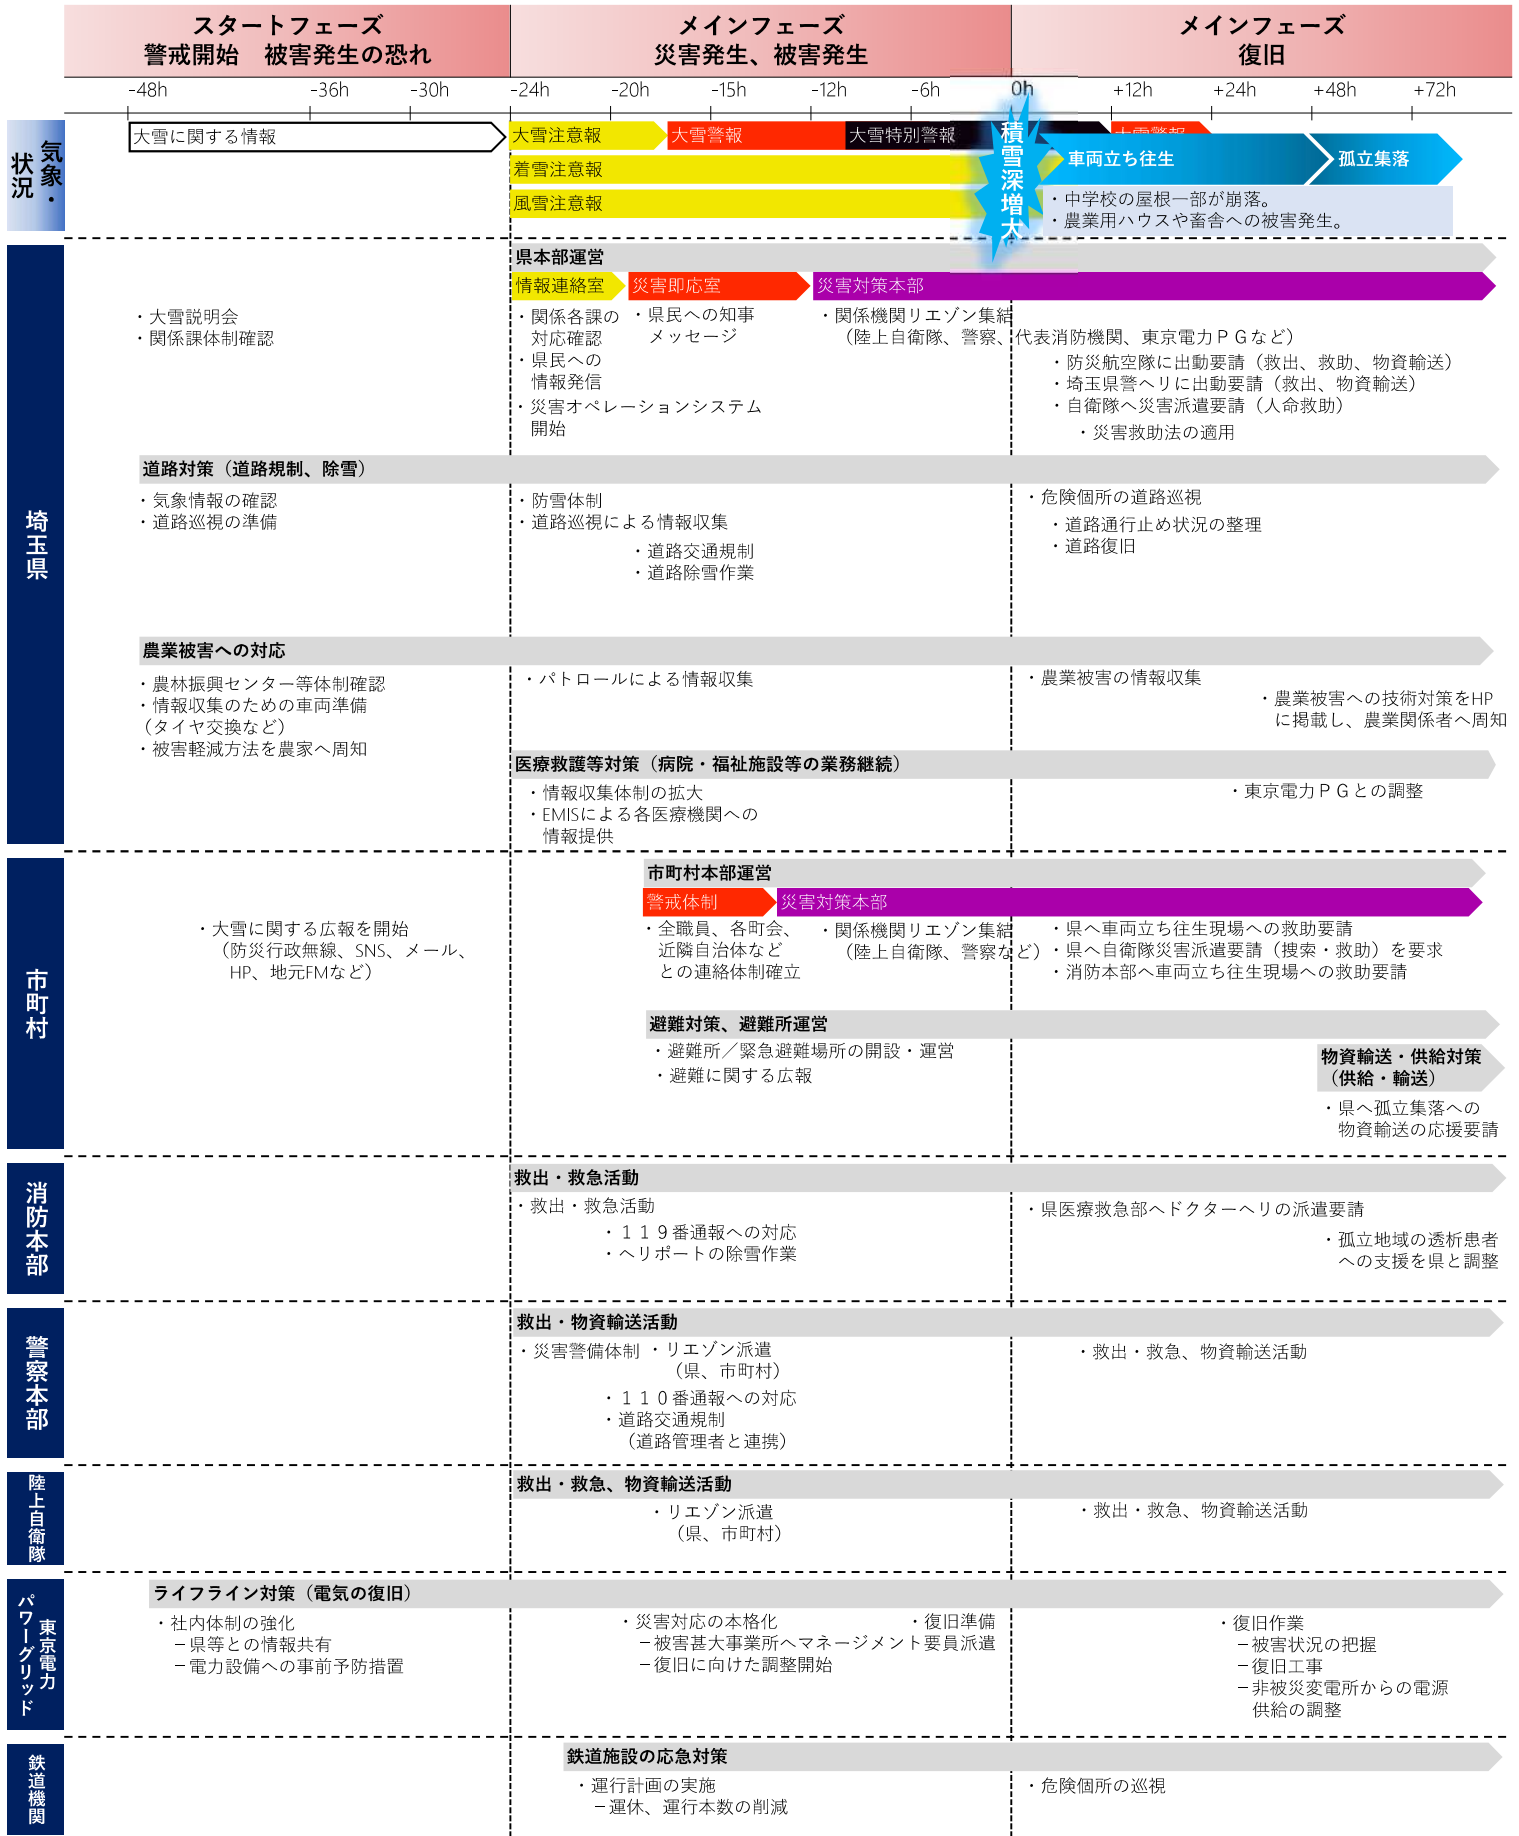 スタートフェーズ
警戒開始　被害発生の恐れ
メインフェーズ
災害発生、被害発生
メインフェーズ
復旧
-48h
-36h
-30h
-24h
-20h
-15h
-12h
-6h
0h
+12h
+24h
+48h
+72h
気象・
状況
大雪に関する情報
大雪注意報
大雪警報
大雪特別警報
大雪警報
着雪注意報
風雪注意報
積雪深増大
車両立ち往生
孤立集落
・中学校の屋根一部が崩落。
・農業用ハウスや畜舎への被害発生。
埼玉県
県本部運営
情報連絡室
災害即応室
災害対策本部
・大雪説明会
・関係課体制確認
・関係各課の
対応確認
・県民への
情報発信
・災害オペレーションシステム
開始
・県民への知事
メッセージ
・関係機関リエゾン集結
（陸上自衛隊、警察、代表消防機関、東京電力ＰＧなど）
・防災航空隊に出動要請（救出、救助、物資輸送）
・埼玉県警ヘリに出動要請（救出、物資輸送）
・自衛隊へ災害派遣要請（人命救助）
・災害救助法の適用
道路対策（道路規制、除雪）
・気象情報の確認
・道路巡視の準備
・防雪体制
・道路巡視による情報収集
・道路交通規制
・道路除雪作業
・危険個所の道路巡視
・道路通行止め状況の整理
・道路復旧
農業被害への対応
・農林振興センター等体制確認
・情報収集のための車両準備
（タイヤ交換など）
・被害軽減方法を農家へ周知
・パトロールによる情報収集
・農業被害の情報収集
・農業被害への技術対策をHP
に掲載し、農業関係者へ周知
医療救護等対策（病院・福祉施設等の業務継続）
・情報収集体制の拡大
・EMISによる各医療機関への
情報提供
・東京電力ＰＧとの調整
市町村
市町村本部運営
警戒体制
災害対策本部
・大雪に関する広報を開始
（防災行政無線、SNS、メール、
HP、地元FMなど）
・全職員、各町会、
近隣自治体など
との連絡体制確立
・関係機関リエゾン集結
（陸上自衛隊、警察など）
・県へ車両立ち往生現場への救助要請
・県へ自衛隊災害派遣要請（捜索・救助）を要求
・消防本部へ車両立ち往生現場への救助要請
避難対策、避難所運営
・避難所／緊急避難場所の開設・運営
・避難に関する広報
物資輸送・供給対策
（供給・輸送）
・県へ孤立集落への
物資輸送の応援要請
消防本部
救出・救急活動
・救出・救急活動
・１１９番通報への対応
・ヘリポートの除雪作業
・県医療救急部へドクターヘリの派遣要請
・孤立地域の透析患者
への支援を県と調整
警察本部
救出・物資輸送活動
・災害警備体制
・リエゾン派遣
（県、市町村）
・１１０番通報への対応
・道路交通規制
（道路管理者と連携）
・救出・救急、物資輸送活動
陸上自衛隊
救出・救急、物資輸送活動
・リエゾン派遣
（県、市町村）
・救出・救急、物資輸送活動
東京電力
パワーグリッド
ライフライン対策（電気の復旧）
・社内体制の強化
－県等との情報共有
－電力設備への事前予防措置
・災害対応の本格化
－被害甚大事業所へマネージメント要員派遣
－復旧に向けた調整開始
・復旧準備
・復旧作業
－被害状況の把握
－復旧工事
－非被災変電所からの電源
供給の調整
鉄道機関
鉄道施設の応急対策
・運行計画の実施
－運休、運行本数の削減
・危険個所の巡視